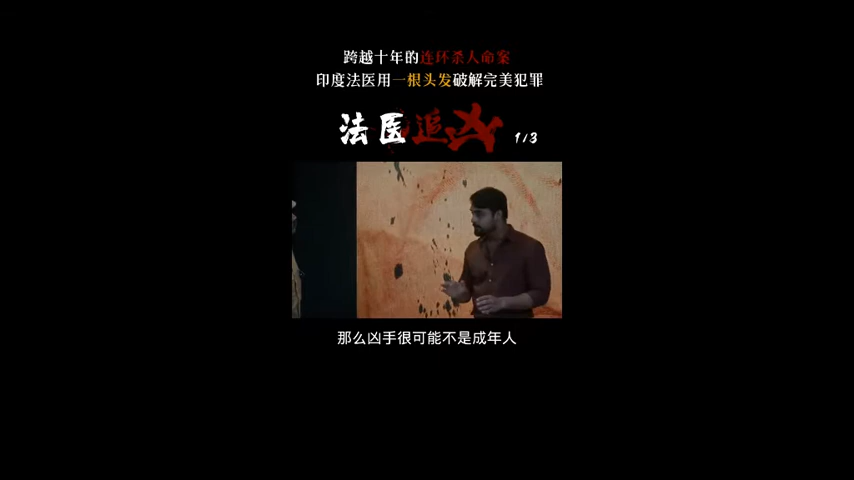 跨越十年的连环杀人命案
印度法医用一根头发破解完美犯罪
法医追凶 1/3
那么凶手很可能不是成年人